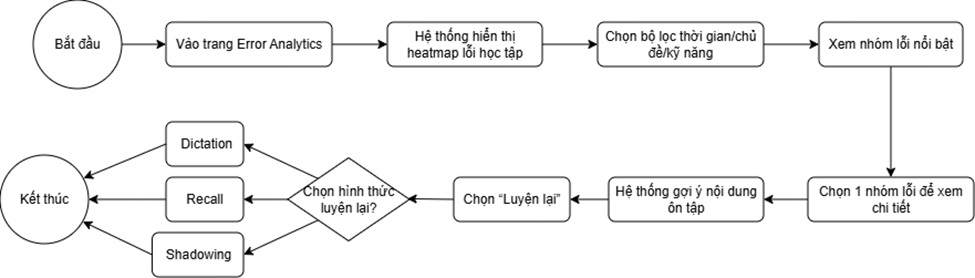 Bắt đầu
Vào trang Error Analytics
Hệ thống hiển thị
heatmap lỗi học tập
Chọn bộ lọc thời gian/chủ
đề/kỹ năng
Xem nhóm lỗi nổi bật
Chọn 1 nhóm lỗi để xem
chi tiết
Hệ thống gợi ý nội dung
ôn tập
Chọn “Luyện lại”
Chọn hình thức
luyện lại?
Dictation
Recall
Shadowing
Kết thúc